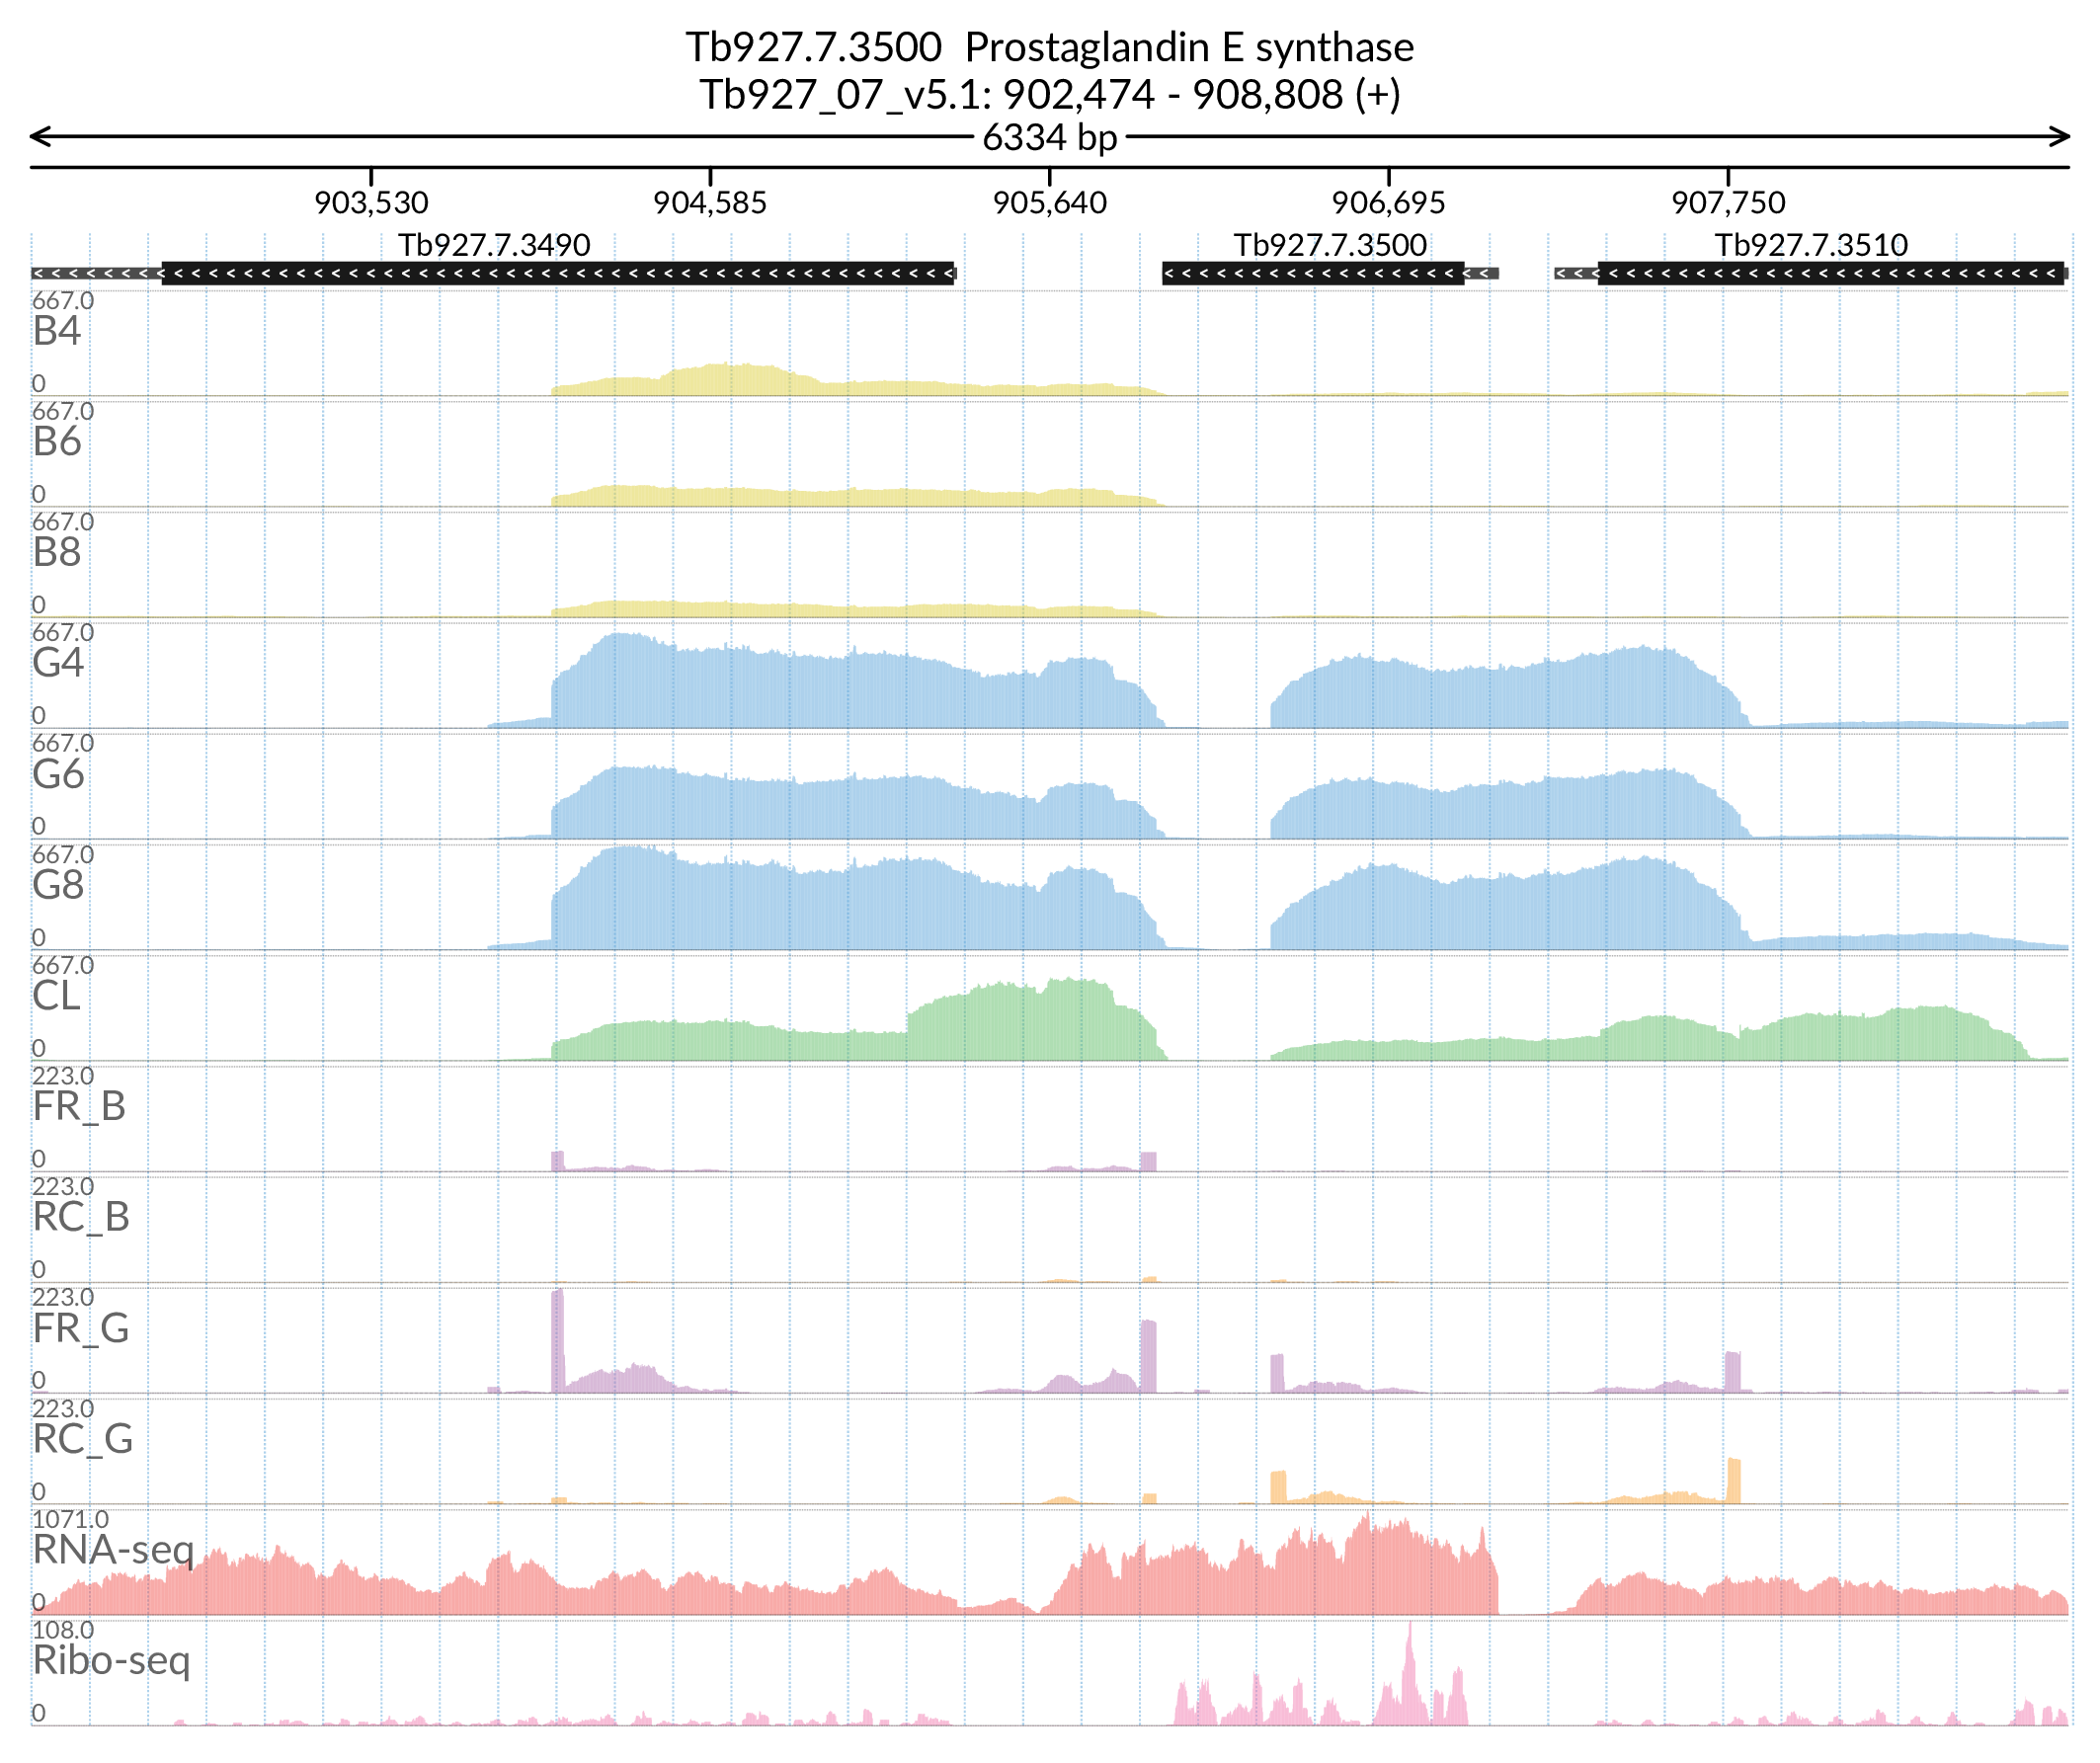 Tb927.7.3500 Prostaglandin E synthase
Tb927_07_v5.1: 902,474 - 908,808 (+)
6334 bp
903,530 904,585 905,640 906,695 907,750
Tb927.7.3490 Tb927.7.3500 Tb927.7.3510
667.0
B4
0
667.0
B6
0
667.0
B8
0
667.0
G4
0
667.0
G6
0
667.0
G8
0
667.0
CL
0
223.0
FR_B
0
223.0
RC_B
0
223.0
FR_G
0
223.0
RC_G
0
1071.0
RNA-seq
0
108.0
Ribo-seq
0